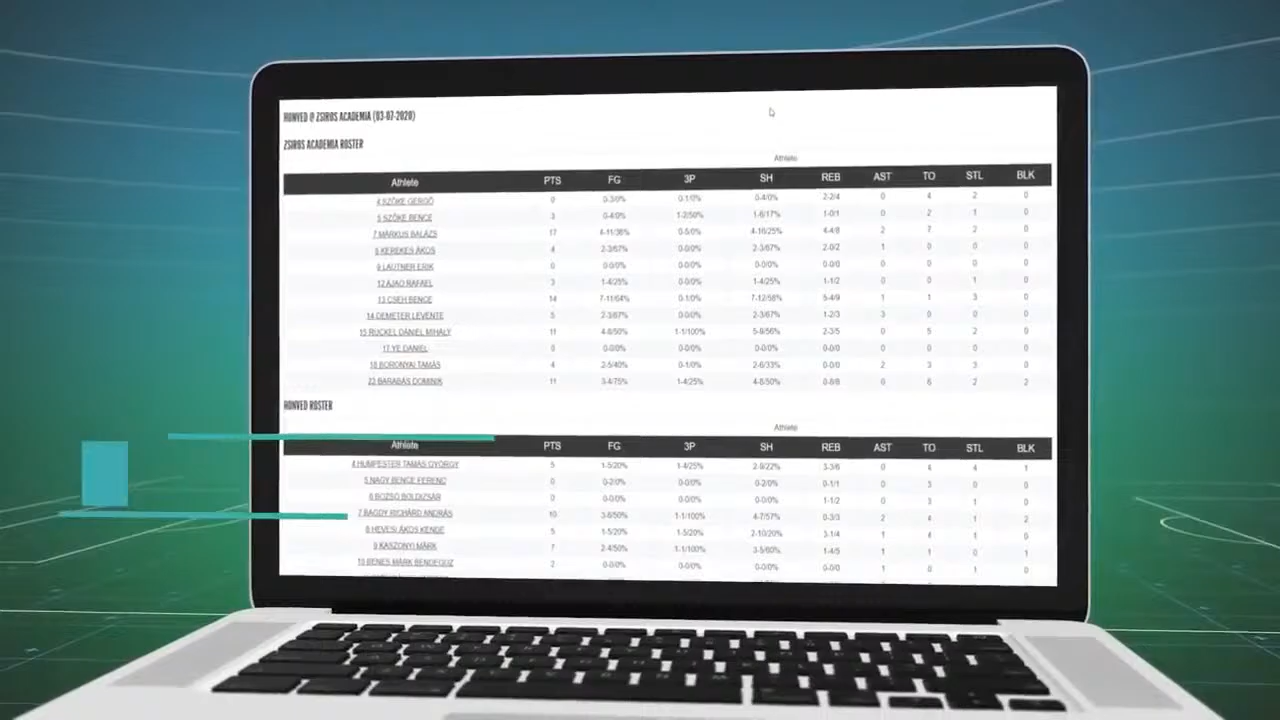 HONVED @ ZSIROS ACADEMIA (03-07-2020)
ZSIROS ACADEMIA ROSTER
Athlete
Athlete PTS FG 3P SH REB AST TO STL BLK
4 SZŐKE GERGŐ 0 0-3/0% 0-1/0% 0-4/0% 2-2/4 0 4 2 0
5 SZŐKE BENCE 3 0-4/0% 1-2/50% 1-6/17% 1-0/1 0 2 1 0
7 MÁRKUS BALÁZS 17 4-11/36% 0-5/0% 4-16/25% 4-4/8 2 7 2 0
8 KEREKES ÁKOS 4 2-3/67% 0-0/0% 2-3/67% 2-0/2 1 0 0 0
9 LAUTNER ERIK 0 0-0/0% 0-0/0% 0-0/0% 0-0/0 0 0 0 0
12 AJAO RAFAEL 3 1-4/25% 0-0/0% 1-4/25% 1-1/2 0 0 1 0
13 CSEH BENCE 14 7-11/64% 0-1/0% 7-12/58% 5-4/9 1 1 3 0
14 DEMETER LEVENTE 5 2-3/67% 0-0/0% 2-3/67% 1-2/3 3 0 0 0
15 RUCKEL DÁNIEL MIHÁLY 11 4-8/50% 1-1/100% 5-9/56% 2-3/5 0 5 2 0
17 YE DANIEL 0 0-0/0% 0-0/0% 0-0/0% 0-0/0 0 0 0 0
18 BORONYAI TAMÁS 4 2-5/40% 0-1/0% 2-6/33% 0-0/0 2 3 3 0
23 BARABÁS DOMINIK 11 3-4/75% 1-4/25% 4-8/50% 0-8/8 0 6 2 2
HONVED ROSTER
Athlete
Athlete PTS FG 3P SH REB AST TO STL BLK
4 HUMPESTER TAMÁS GYÖRGY 5 1-5/20% 1-4/25% 2-9/22% 3-3/6 0 4 4 1
5 NAGY BENCE FERENC 0 0-2/0% 0-0/0% 0-2/0% 0-1/1 0 3 0 0
6 BOZSÓ BOLDIZSÁR 0 0-0/0% 0-0/0% 0-0/0% 1-1/2 0 3 1 0
7 BAGDY RICHÁRD ANDRÁS 10 3-6/50% 1-1/100% 4-7/57% 0-3/3 2 4 1 2
8 HEVESI ÁKOS KENDE 5 1-5/20% 1-5/20% 2-10/20% 3-1/4 1 4 1 0
9 KASZONYI MÁRK 7 2-4/50% 1-1/100% 3-5/60% 1-4/5 1 1 0 1
10 BENES MÁRK BENDEGÚZ 2 0-0/0% 0-0/0% 0-0/0% 0-0/0 0 1 0